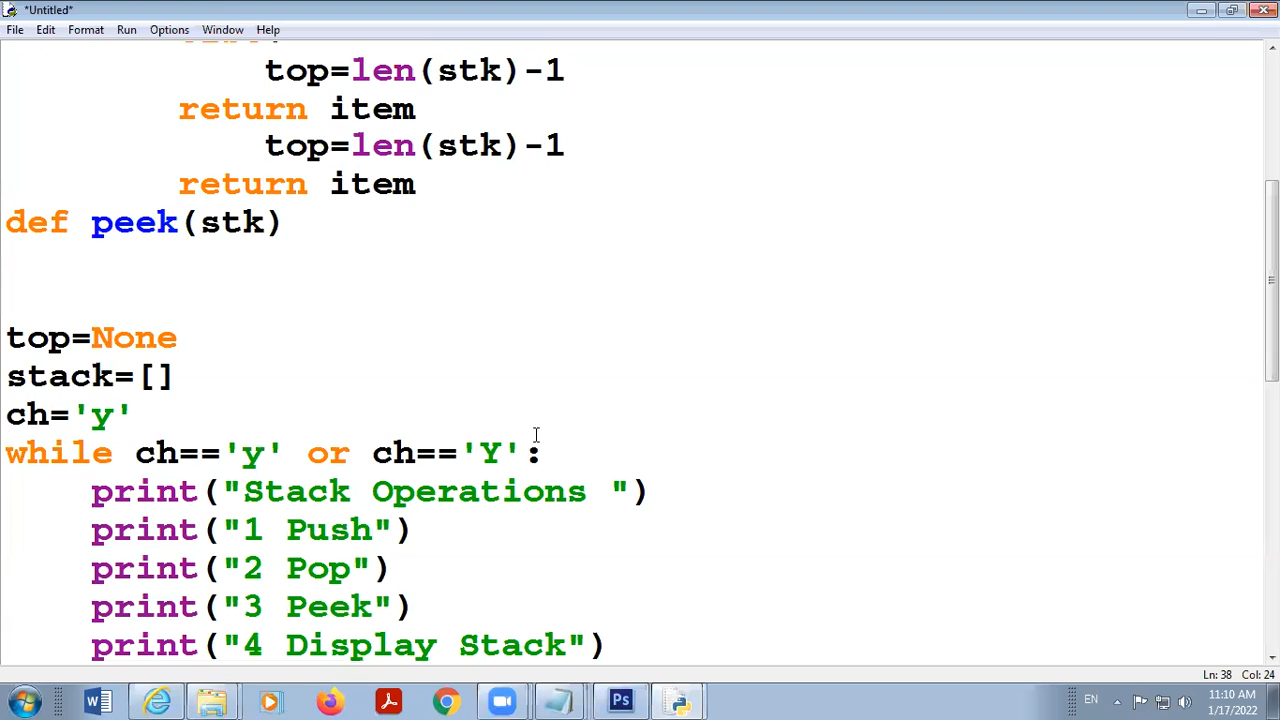 *Untitled*
File Edit Format Run Options Window Help
top=len(stk)-1
return item
top=len(stk)-1
return item
def peek(stk)
top=None
stack=[]
ch='y'
while ch=='y' or ch=='Y':
print("Stack Operations ")
print("1 Push")
print("2 Pop")
print("3 Peek")
print("4 Display Stack")
Ln: 38 Col: 24
W
Ps
EN
11:10 AM
1/17/2022